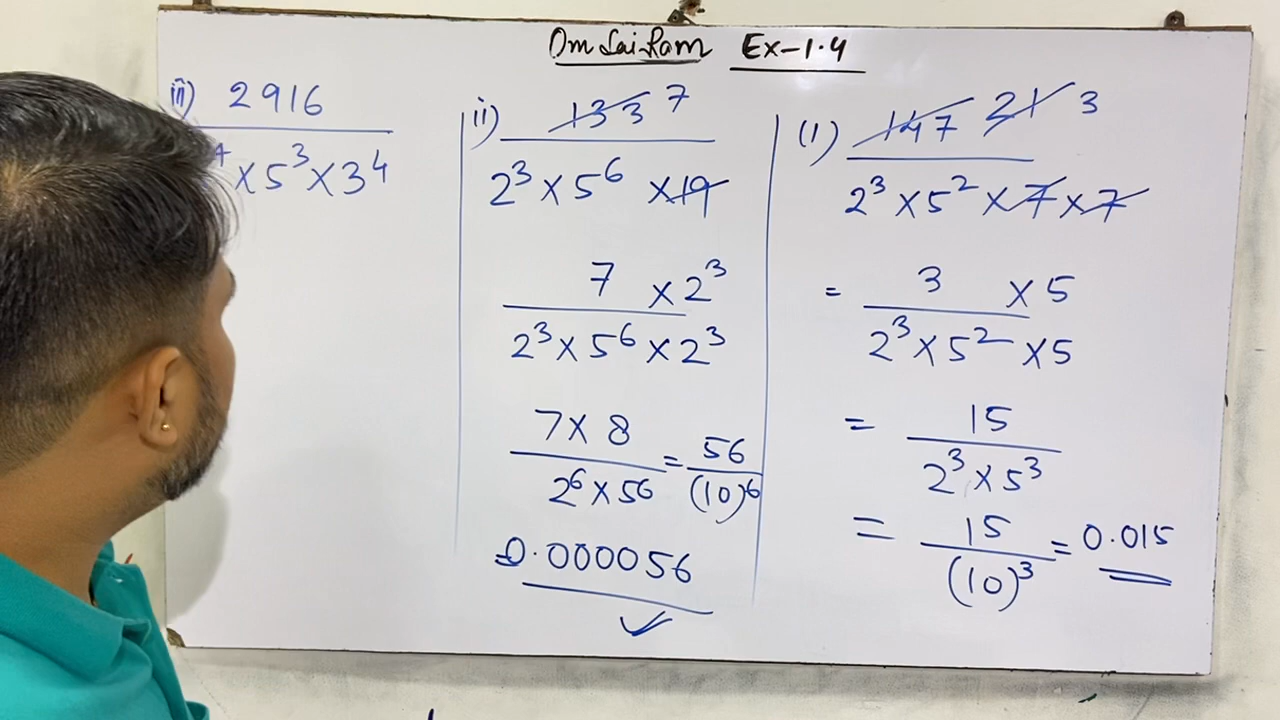 Om Sai Ram Ex-1.4
iii) 2916
× 5³ × 3⁴
ii) 133 7
2³ × 5⁶ × 19
7 × 2³
2³ × 5⁶ × 2³
7 × 8
2⁶ × 5⁶
= 56
(10)⁶
0.000056
(1) 147 21 3
2³ × 5² × 7 × 7
= 3 × 5
2³ × 5² × 5
= 15
2³ × 5³
= 15
(10)³
= 0.015